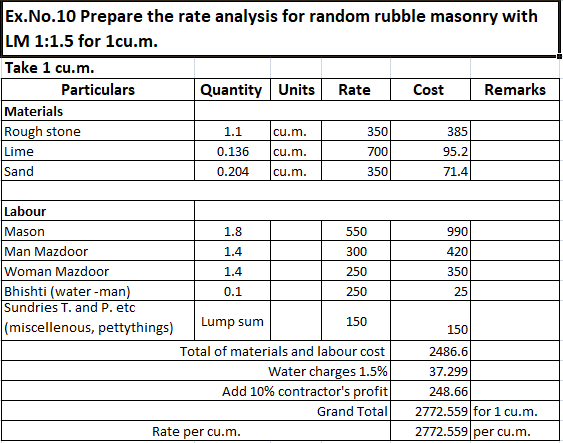 Ex.No.10 Prepare the rate analysis for random rubble masonry with
LM 1:1.5 for 1cu.m.
Take 1 cu.m.
Particulars Quantity Units Rate Cost Remarks
Materials
Rough stone 1.1 cu.m. 350 385
Lime 0.136 cu.m. 700 95.2
Sand 0.204 cu.m. 350 71.4
Labour
Mason 1.8 550 990
Man Mazdoor 1.4 300 420
Woman Mazdoor 1.4 250 350
Bhishti (water -man) 0.1 250 25
Sundries T. and P. etc
(miscellenous, pettythings) Lump sum 150 150
Total of materials and labour cost 2486.6
Water charges 1.5% 37.299
Add 10% contractor's profit 248.66
Grand Total 2772.559 for 1 cu.m.
Rate per cu.m. 2772.559 per cu.m.